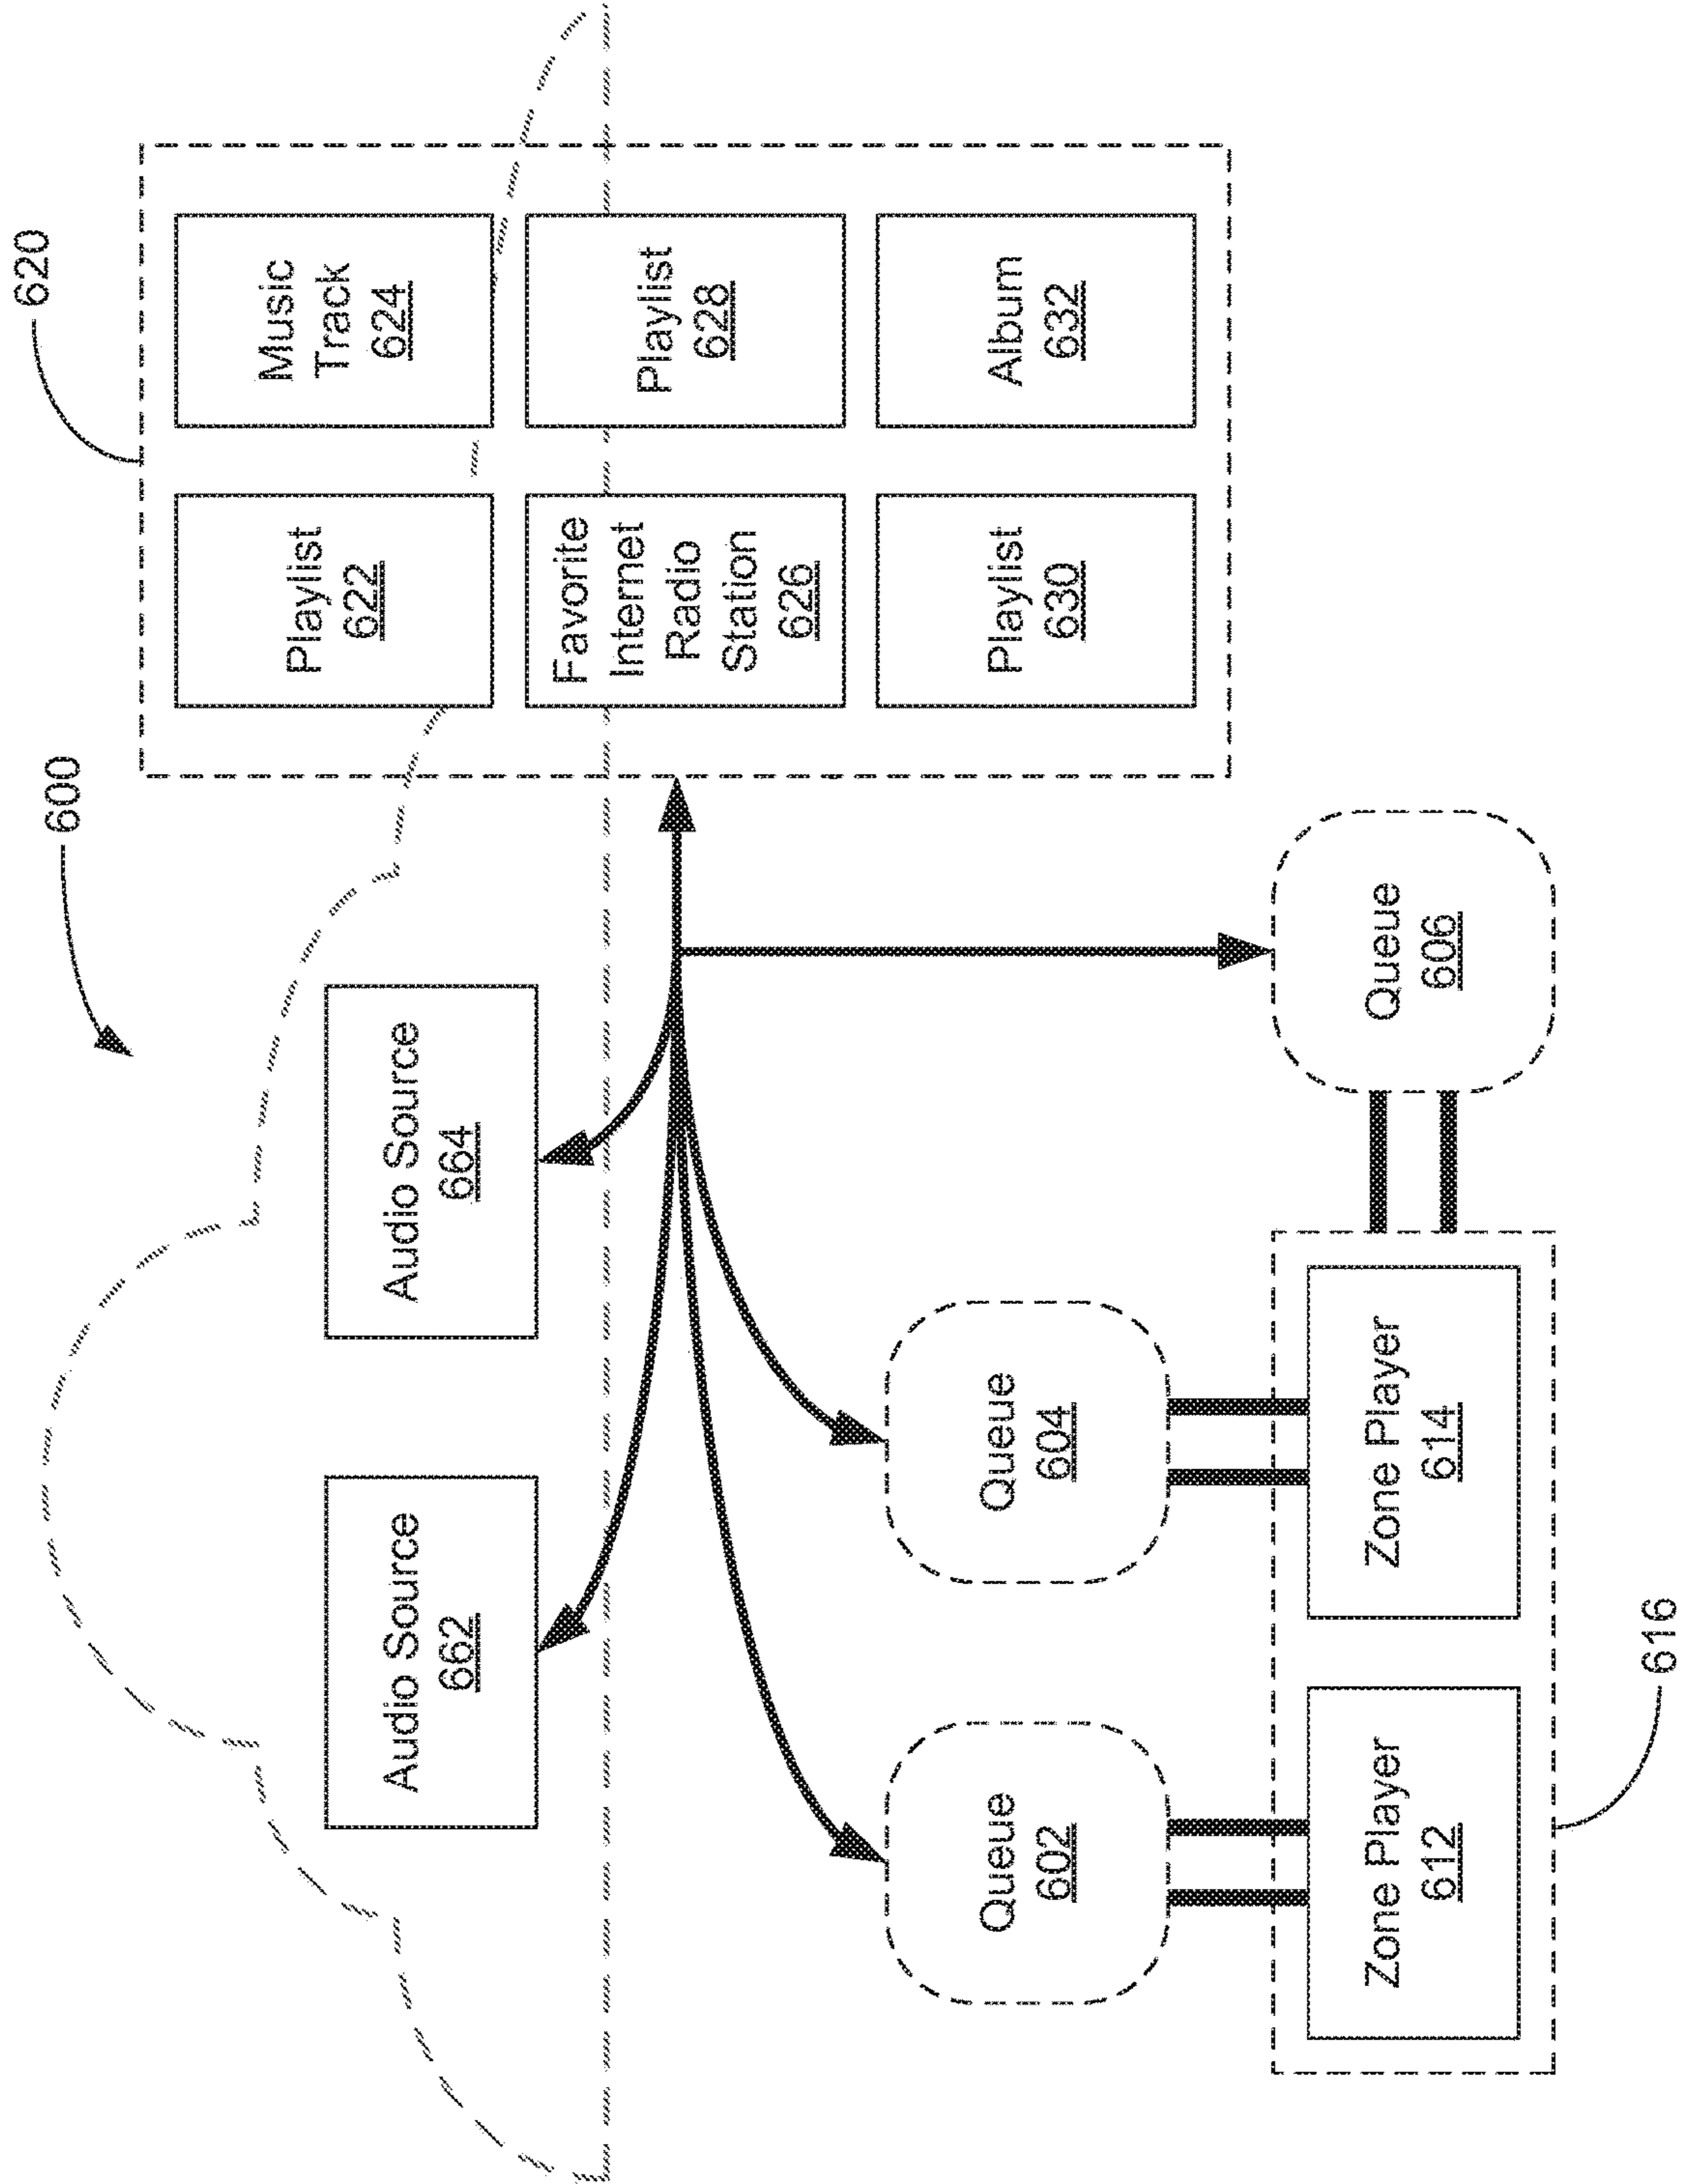 620
600
Audio Source
662
Audio Source
664
Playlist
622
Music
Track
624
Favorite
Internet
Radio
Station
626
Playlist
628
Playlist
630
Album
632
Queue
602
Queue
604
Queue
606
Zone Player
612
Zone Player
614
616